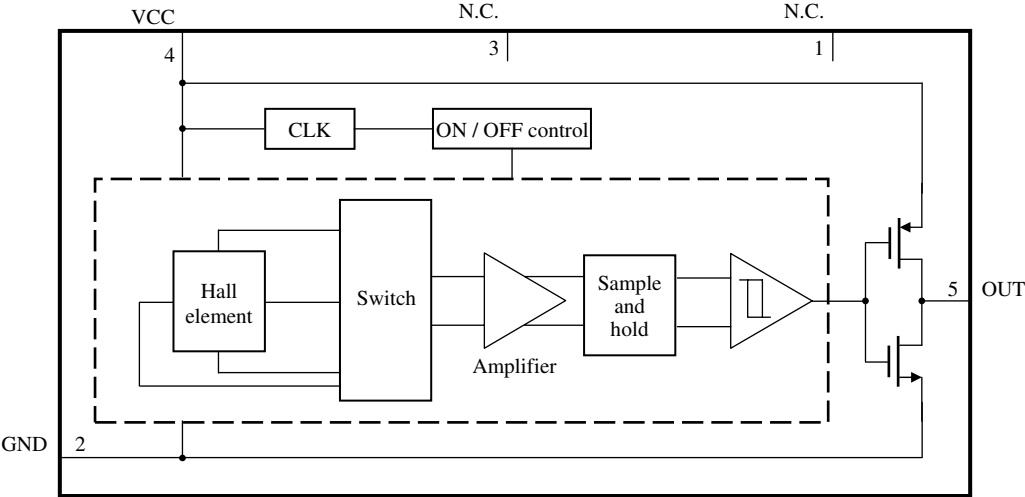 VCC
N.C.
N.C.
4
3
1
CLK
ON / OFF control
Hall
element
Switch
Amplifier
Sample
and
hold
5
OUT
GND
2